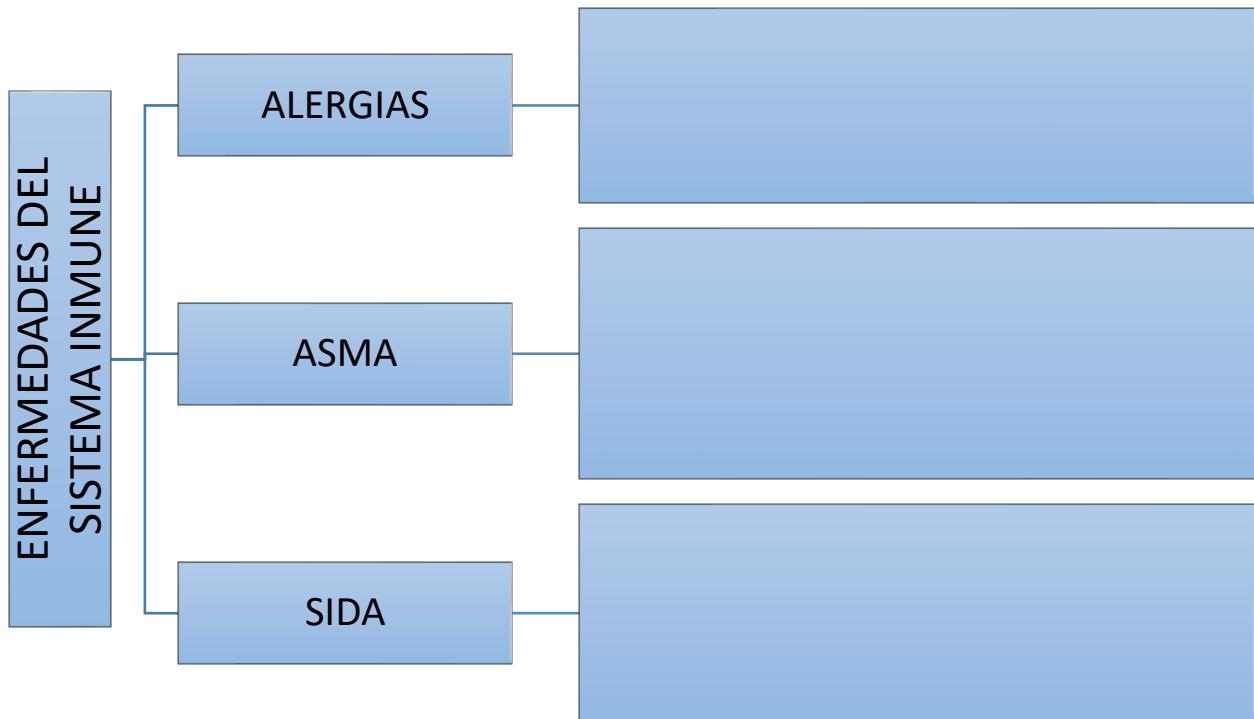 ENFERMEDADES DEL
SISTEMA INMUNE
ALERGIAS
ASMA
SIDA